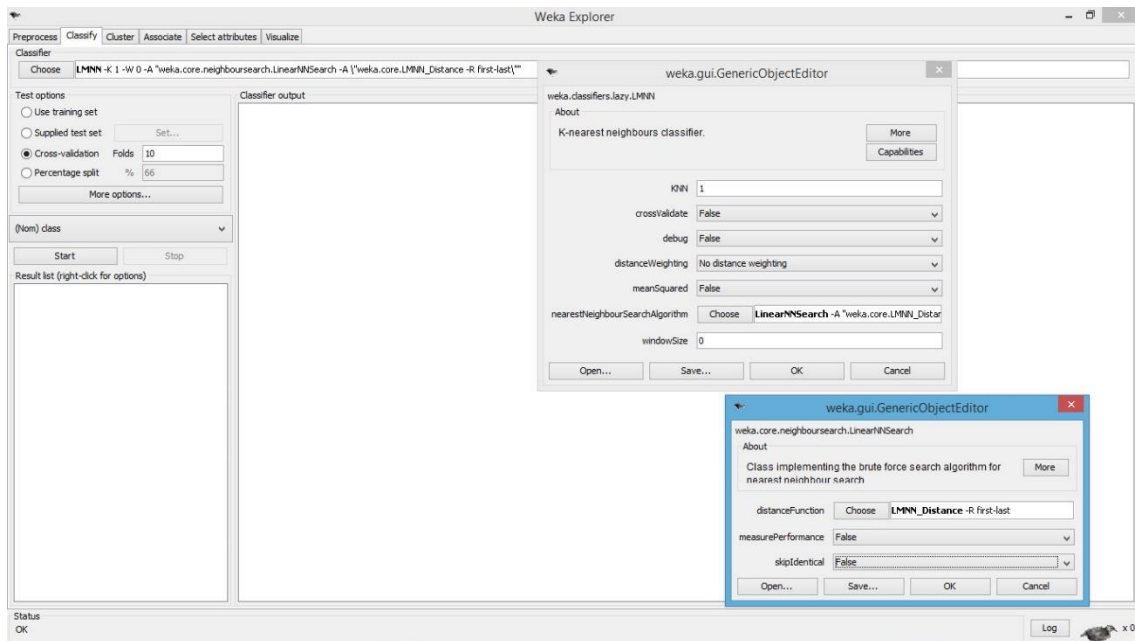 Weka Explorer
Preprocess Classify Cluster Associate Select attributes Visualize
Classifier
Choose LMNN -K 1 -W 0 -A "weka.core.neighboursearch.LinearNNSearch -A \"weka.core.LMNN_Distance -R first-last\""
Test options
Use training set
Supplied test set Set...
Cross-validation Folds 10
Percentage split % 66
More options...
(Nom) class
Start Stop
Result list (right-click for options)
Classifier output
weka.gui.GenericObjectEditor
weka.classifiers.lazy.LMNN
About
K-nearest neighbours classifier.
More
Capabilities
KNN 1
crossValidate False
debug False
distanceWeighting No distance weighting
meanSquared False
nearestNeighbourSearchAlgorithm Choose LinearNNSearch -A "weka.core.LMNN_Distar
windowSize 0
Open... Save... OK Cancel
weka.gui.GenericObjectEditor
weka.core.neighboursearch.LinearNNSearch
About
Class implementing the brute force search algorithm for
nearest neighbour search
More
distanceFunction Choose LMNN_Distance -R first-last
measurePerformance False
skipIdentical False
Open... Save... OK Cancel
Status
OK
Log x 0